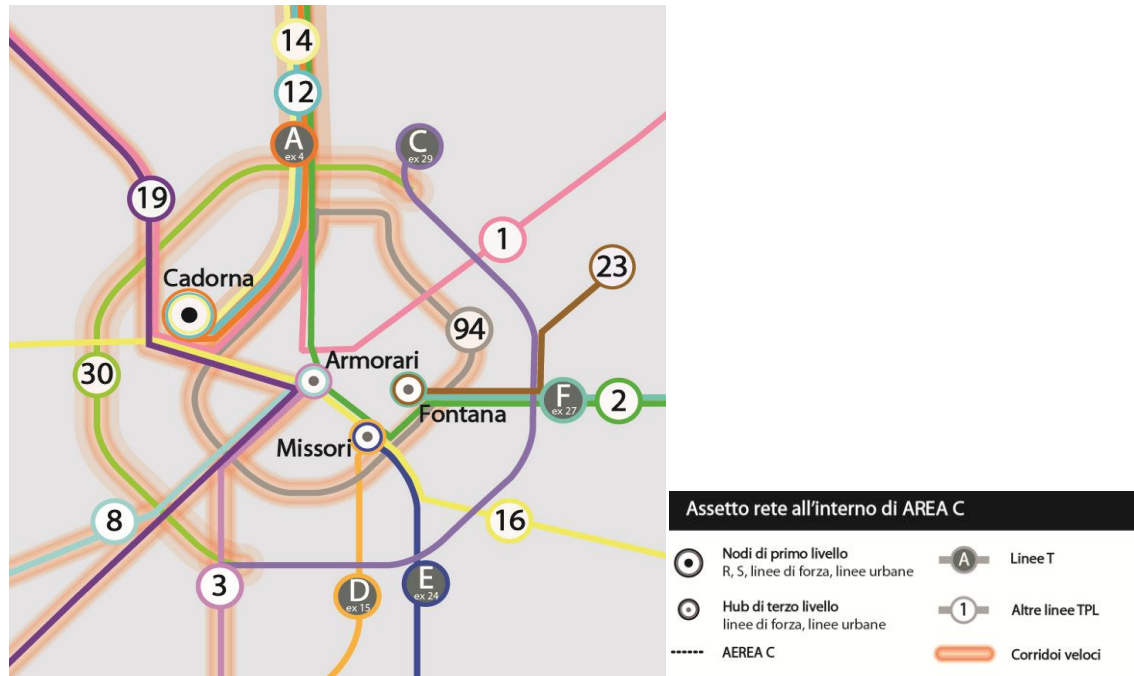 14
12
A
ex 4
C
ex 29
19
1
23
Cadorna
94
Armorari
30
F
ex 27
2
Fontana
Missori
8
16
3
D
ex 15
E
ex 24
Assetto rete all'interno di AREA C
Nodi di primo livello
R, S, linee di forza, linee urbane
A
Linee T
Hub di terzo livello
linee di forza, linee urbane
1
Altre linee TPL
AEREA C
Corridoi veloci